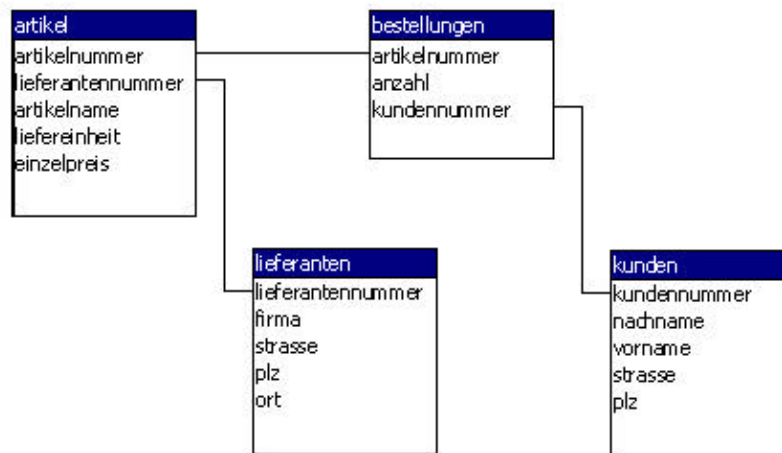 artikel
artikelnummer
lieferantennummer
artikelname
liefereinheit
einzelpreis
bestellungen
artikelnummer
anzahl
kundennummer
lieferanten
lieferantennummer
firma
strasse
plz
ort
kunden
kundennummer
nachname
vorname
strasse
plz